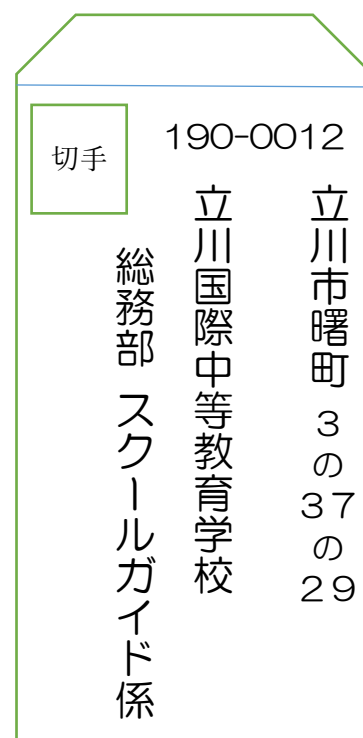 切手
190-0012
立川市曙町 3の37の29
立川国際中等教育学校
総務部 スクールガイド係